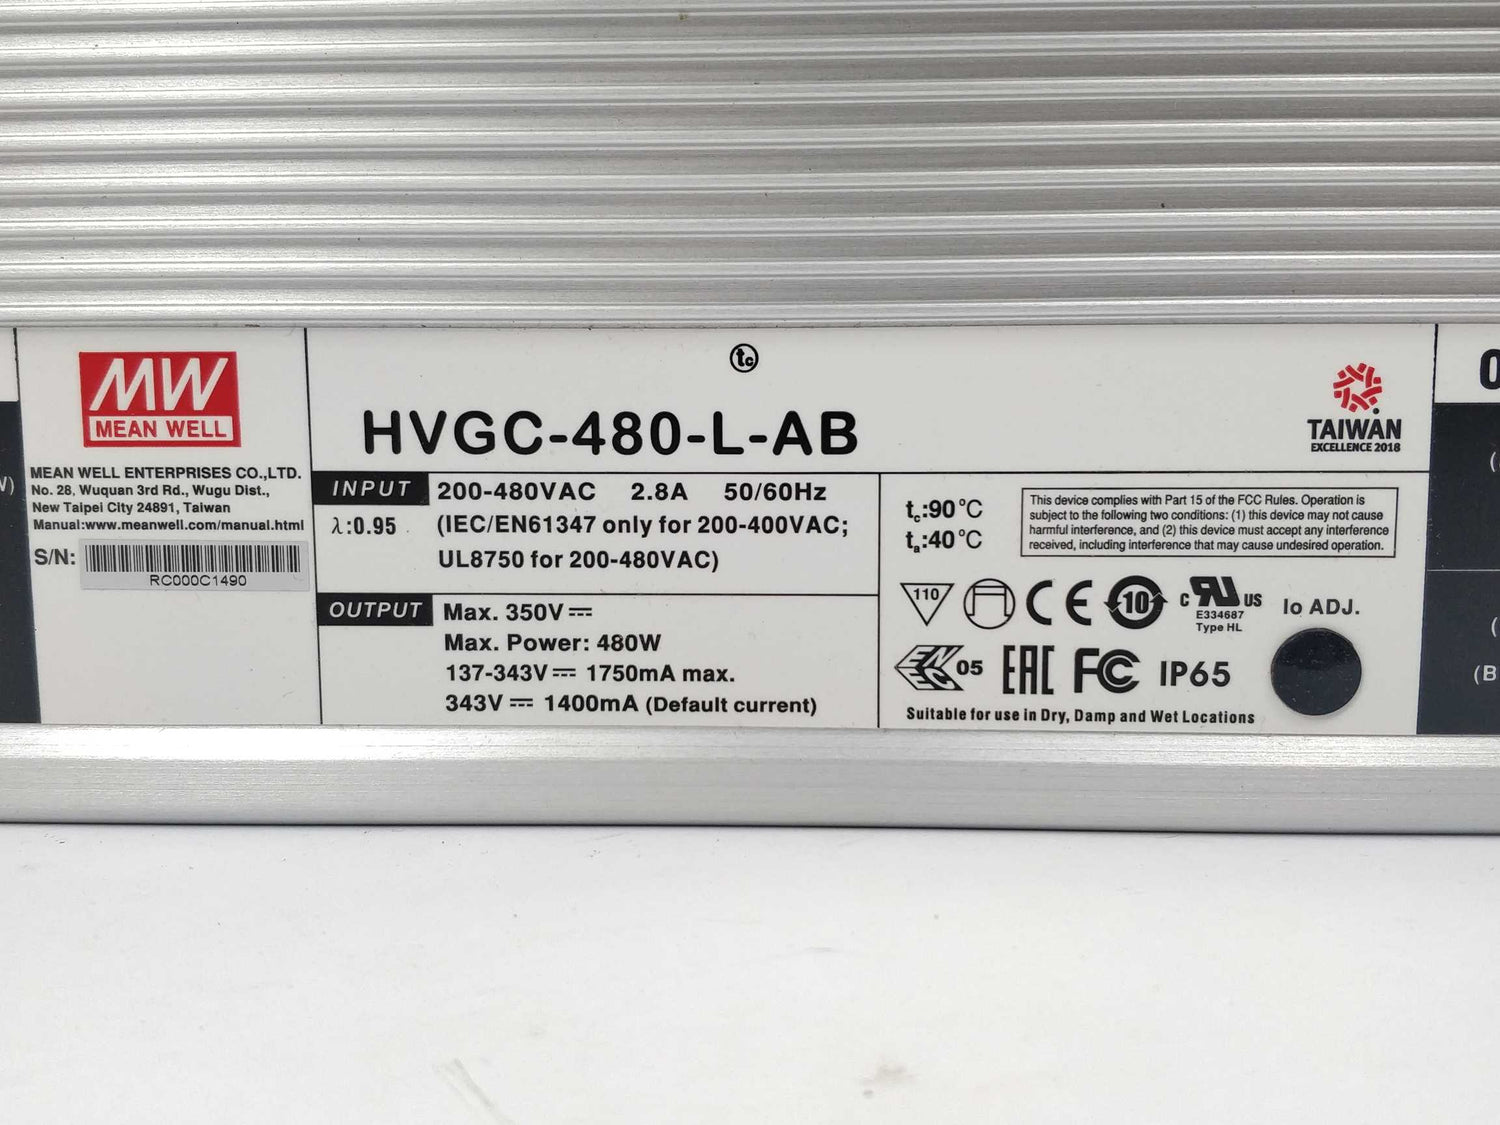 MW
MEAN WELL
MEAN WELL ENTERPRISES CO.,LTD.
No. 28, Wuquan 3rd Rd., Wugu Dist.,
New Taipei City 24891, Taiwan
Manual:www.meanwell.com/manual.html
S/N:
RC000C1490
W)
tc
HVGC-480-L-AB
TAIWAN
EXCELLENCE 2018
INPUT 200-480VAC 2.8A 50/60Hz
λ:0.95 (IEC/EN61347 only for 200-400VAC;
UL8750 for 200-480VAC)
OUTPUT Max. 350V⎓
Max. Power: 480W
137-343V⎓ 1750mA max.
343V⎓ 1400mA (Default current)
tc:90°C
ta:40°C
This device complies with Part 15 of the FCC Rules. Operation is
subject to the following two conditions: (1) this device may not cause
harmful interference, and (2) this device must accept any interference
received, including interference that may cause undesired operation.
110 CE 10 c RU US
E334687
Type HL
Io ADJ.
ENEC 05 EAC FC IP65
Suitable for use in Dry, Damp and Wet Locations
(
(
(B